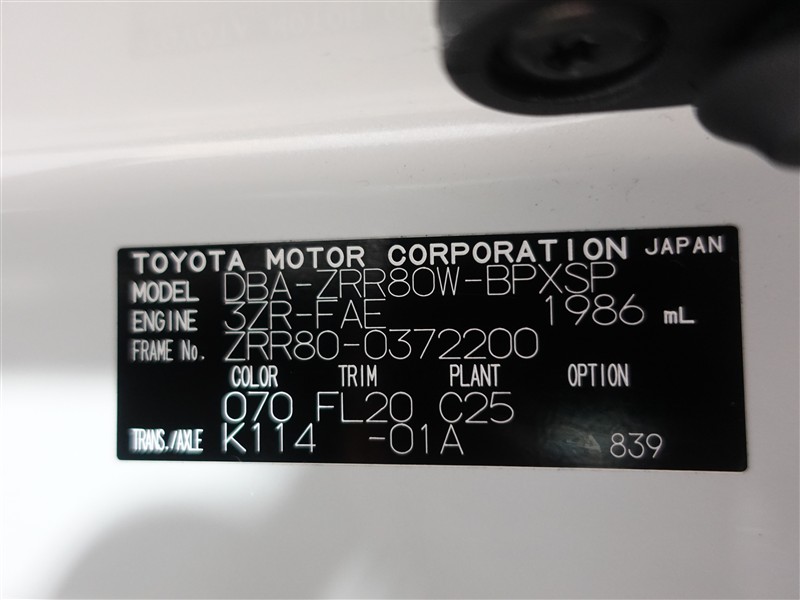 TOYOTA MOTOR CORPORATION JAPAN
MODEL DBA-ZRR80W-BPXSP
ENGINE 3ZR-FAE 1986 mL
FRAME No. ZRR80-0372200
COLOR TRIM PLANT OPTION
070 FL20 C25
TRANS./AXLE K114 -01A 839